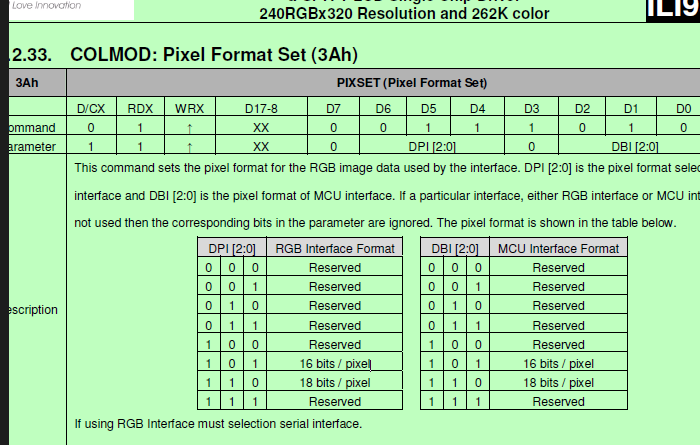 Love Innovation
240RGBx320 Resolution and 262K color
.2.33. COLMOD: Pixel Format Set (3Ah)
3Ah PIXSET (Pixel Format Set)
D/CX RDX WRX D17-8 D7 D6 D5 D4 D3 D2 D1 D0
ommand 0 1 ↑ XX 0 0 1 1 1 0 1 0
arameter 1 1 ↑ XX 0 DPI [2:0] 0 DBI [2:0]
This command sets the pixel format for the RGB image data used by the interface. DPI [2:0] is the pixel format selec
interface and DBI [2:0] is the pixel format of MCU interface. If a particular interface, either RGB interface or MCU int
not used then the corresponding bits in the parameter are ignored. The pixel format is shown in the table below.
DPI [2:0] RGB Interface Format DBI [2:0] MCU Interface Format
0 0 0 Reserved 0 0 0 Reserved
0 0 1 Reserved 0 0 1 Reserved
0 1 0 Reserved 0 1 0 Reserved
escription
0 1 1 Reserved 0 1 1 Reserved
1 0 0 Reserved 1 0 0 Reserved
1 0 1 16 bits / pixel 1 0 1 16 bits / pixel
1 1 0 18 bits / pixel 1 1 0 18 bits / pixel
1 1 1 Reserved 1 1 1 Reserved
If using RGB Interface must selection serial interface.